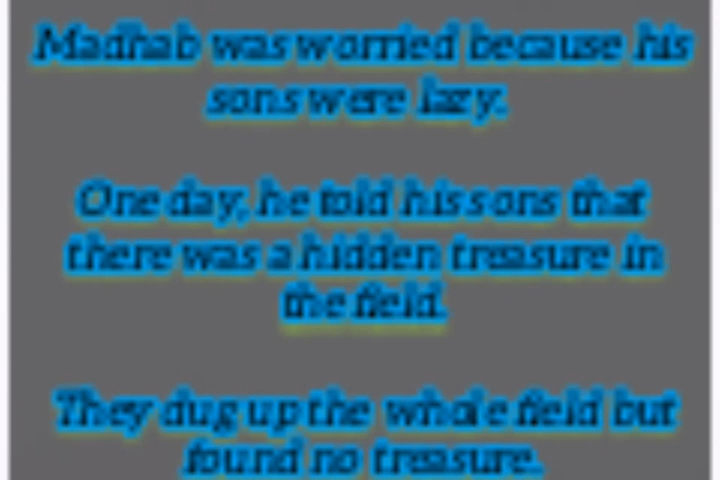 Madhab was worried because his
sons were lazy.
One day, he told his sons that
there was a hidden treasure in
the field.
They dug up the whole field but
found no treasure.